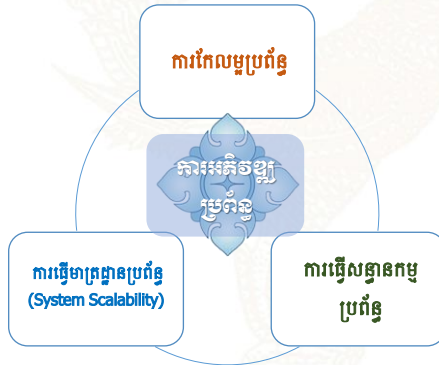 ការកែលម្អប្រព័ន្ធ
ការអភិវឌ្ឍ
ប្រព័ន្ធ
ការធ្វើមាត្រដ្ឋានប្រព័ន្ធ
(System Scalability)
ការធ្វើសន្ធានកម្ម
ប្រព័ន្ធ